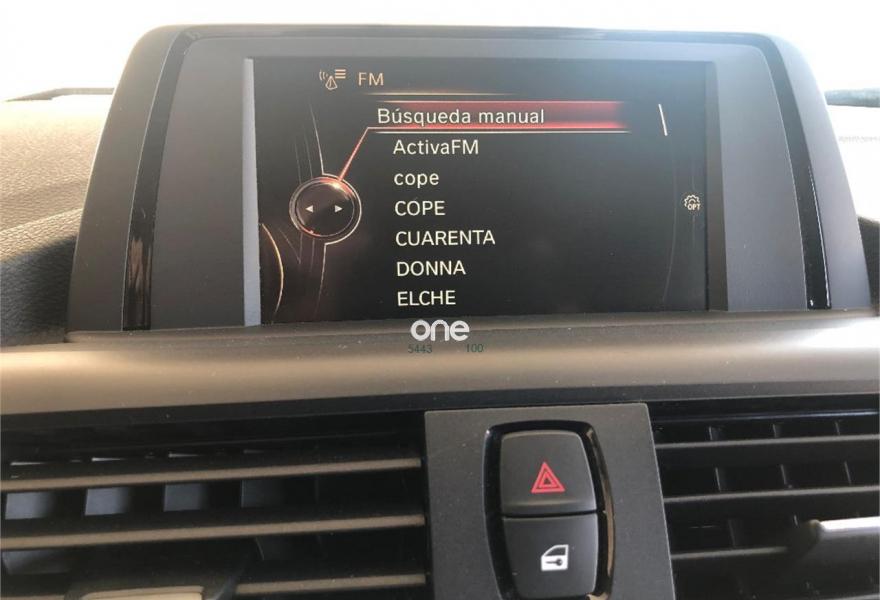 FM
Búsqueda manual
ActivaFM
cope
COPE
OPT
CUARENTA
DONNA
ELCHE
one
5443 100